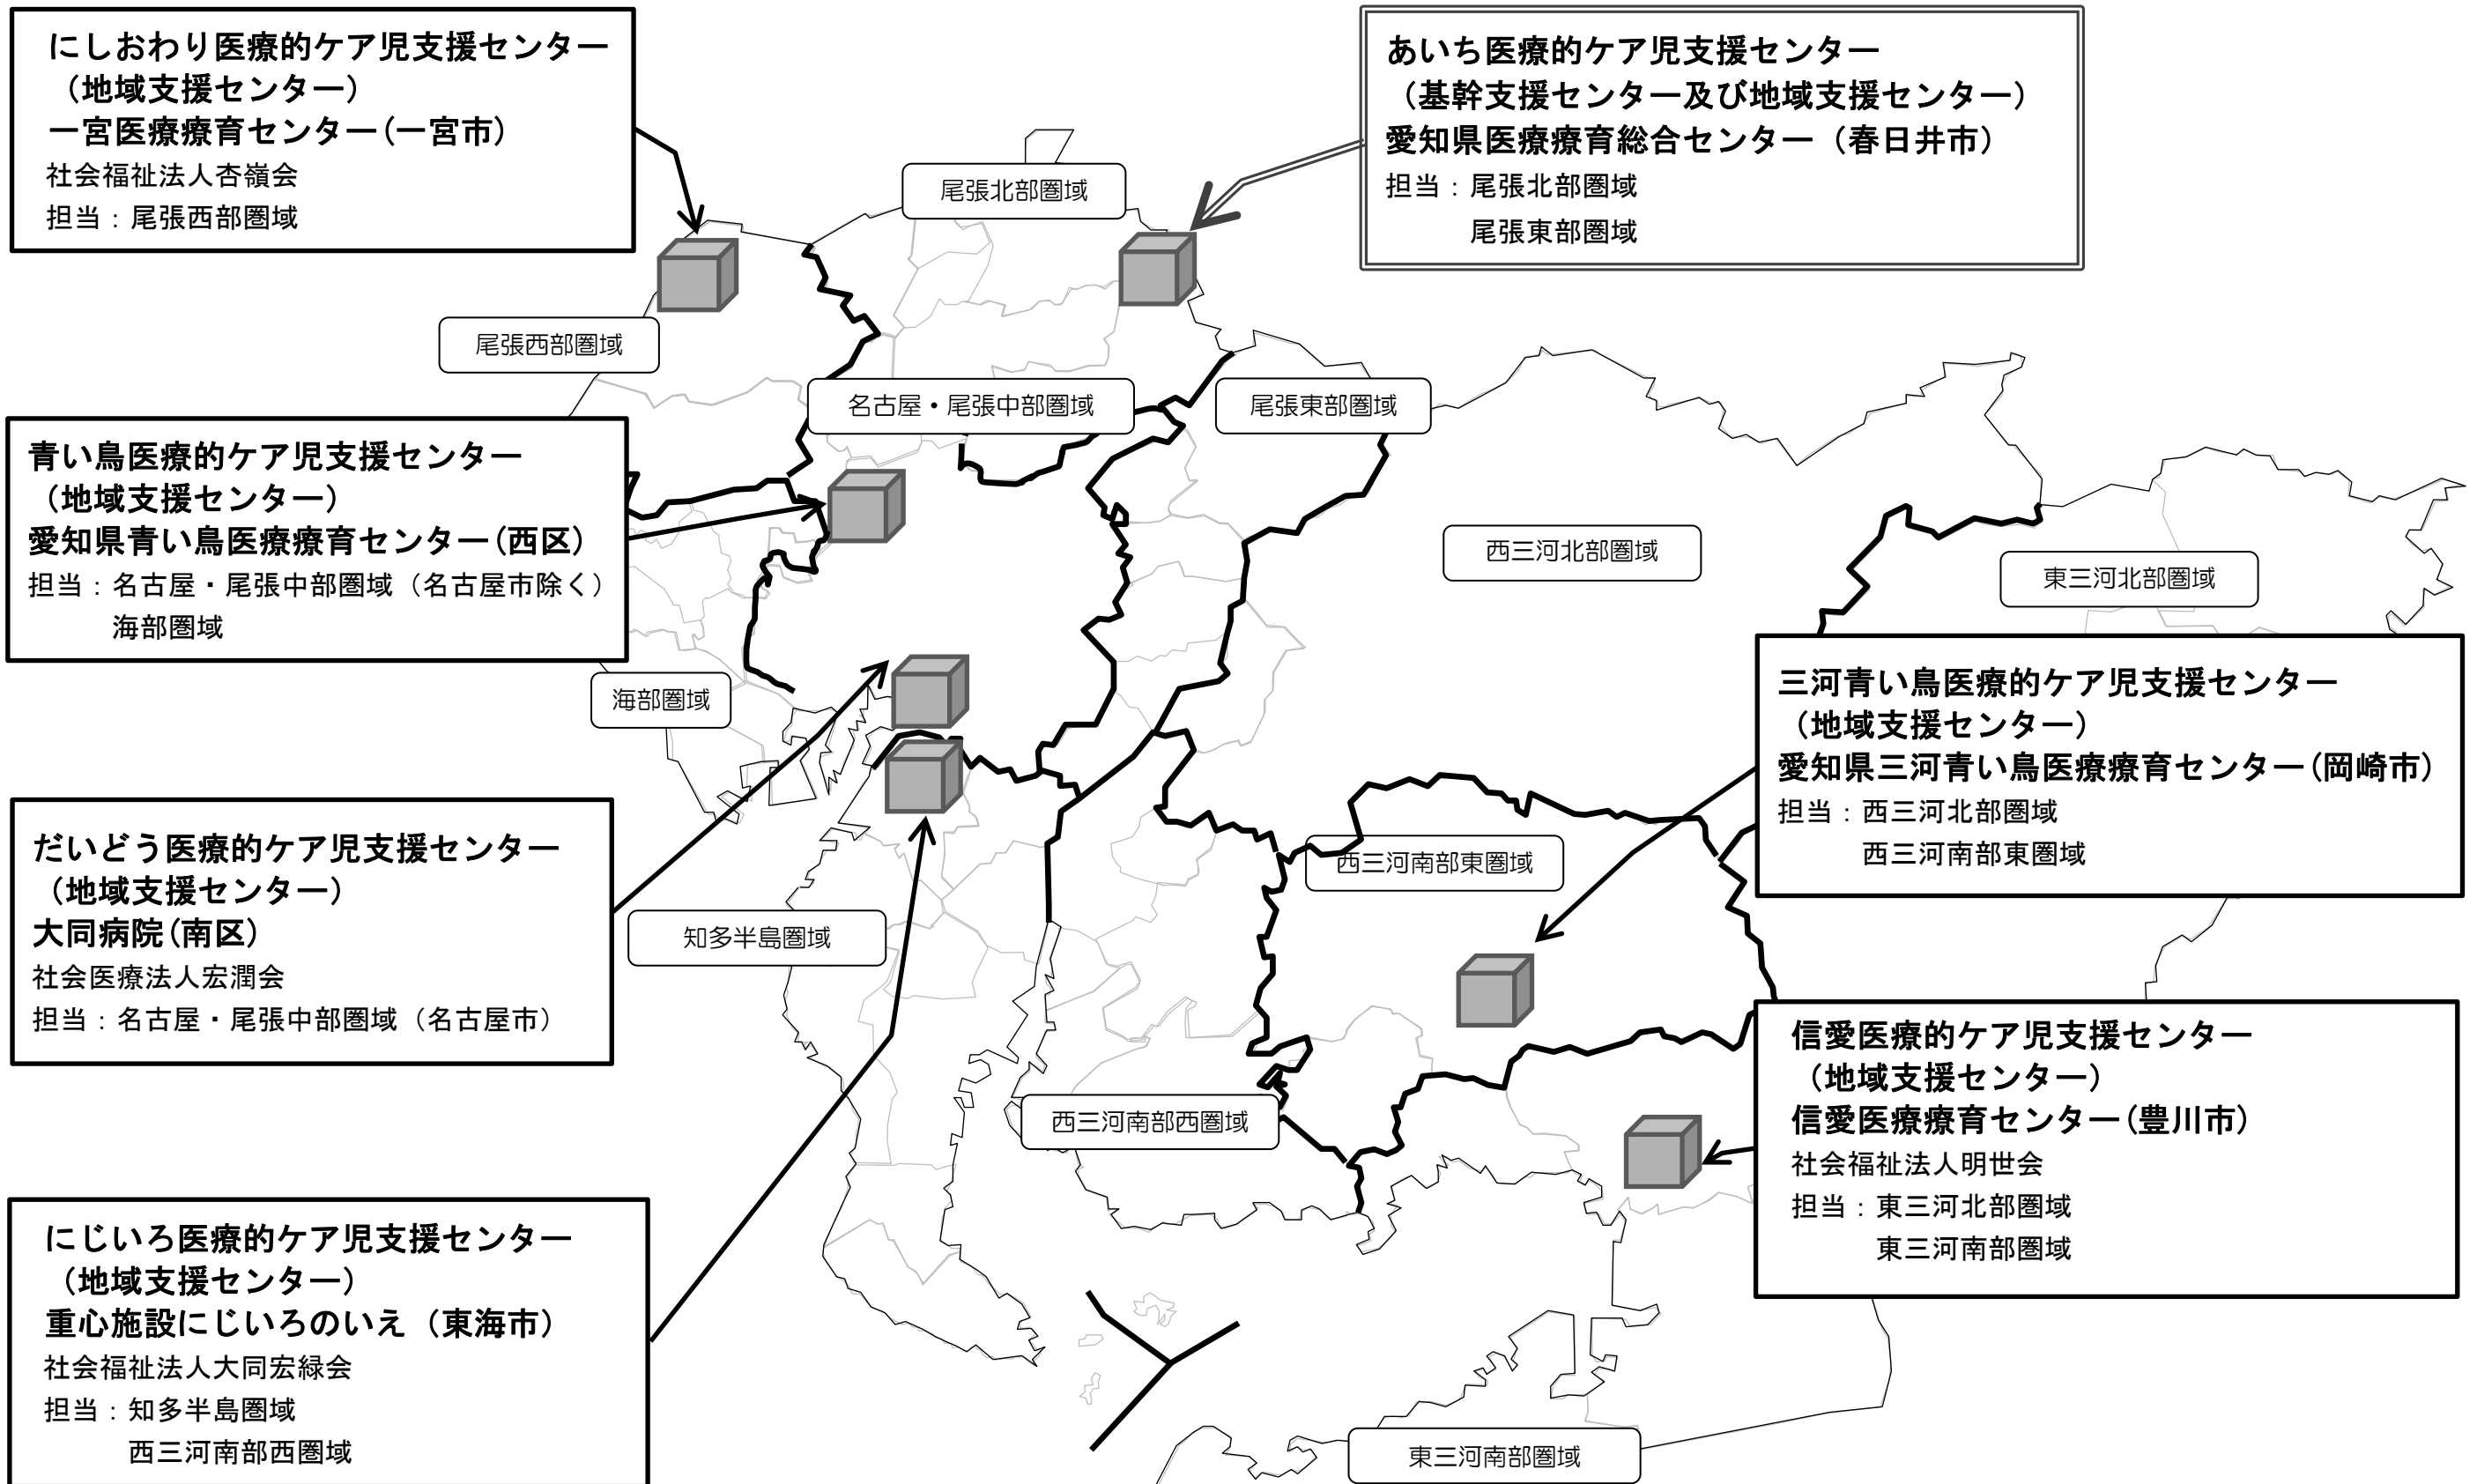 にしおわり医療的ケア児支援センター
（地域支援センター）
一宮医療療育センター(一宮市)
社会福祉法人杏嶺会
担当：尾張西部圏域
あいち医療的ケア児支援センター
（基幹支援センター及び地域支援センター）
愛知県医療療育総合センター（春日井市）
担当：尾張北部圏域
尾張東部圏域
尾張北部圏域
尾張西部圏域
名古屋・尾張中部圏域
尾張東部圏域
青い鳥医療的ケア児支援センター
（地域支援センター）
愛知県青い鳥医療療育センター(西区)
担当：名古屋・尾張中部圏域（名古屋市除く）
海部圏域
西三河北部圏域
東三河北部圏域
海部圏域
三河青い鳥医療的ケア児支援センター
（地域支援センター）
愛知県三河青い鳥医療療育センター(岡崎市)
担当：西三河北部圏域
西三河南部東圏域
だいどう医療的ケア児支援センター
（地域支援センター）
大同病院(南区)
社会医療法人宏潤会
担当：名古屋・尾張中部圏域（名古屋市）
西三河南部東圏域
知多半島圏域
信愛医療的ケア児支援センター
（地域支援センター）
信愛医療療育センター(豊川市)
社会福祉法人明世会
担当：東三河北部圏域
東三河南部圏域
西三河南部西圏域
にじいろ医療的ケア児支援センター
（地域支援センター）
重心施設にじいろのいえ（東海市）
社会福祉法人大同宏緑会
担当：知多半島圏域
西三河南部西圏域
東三河南部圏域